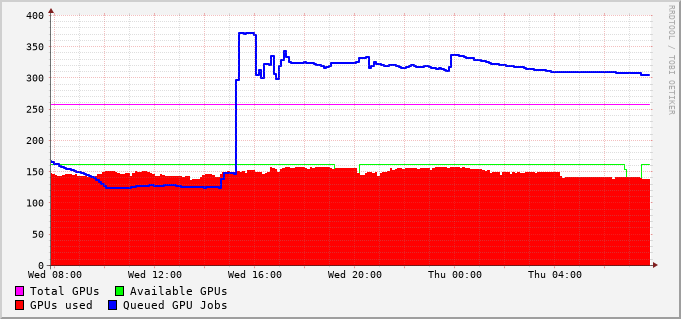 400
350
300
250
200
150
100
50
0
Wed 08:00 Wed 12:00 Wed 16:00 Wed 20:00 Thu 00:00 Thu 04:00
Total GPUs Available GPUs
GPUs used Queued GPU Jobs
RRDTOOL / TOBI OETIKER